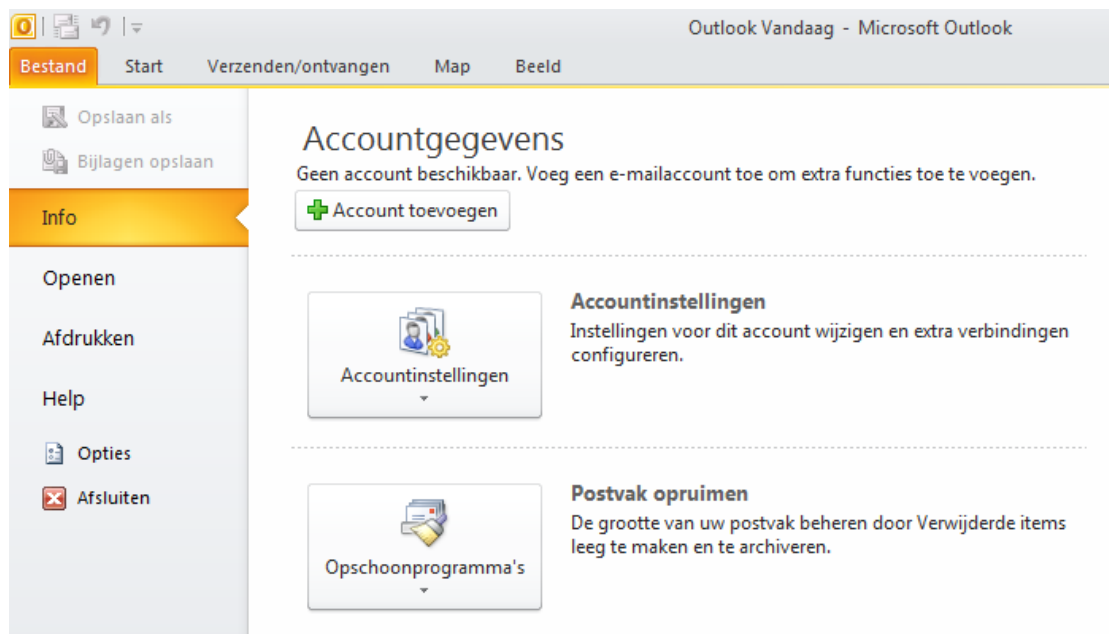 Outlook Vandaag - Microsoft Outlook
Bestand Start Verzenden/ontvangen Map Beeld
Opslaan als
Bijlagen opslaan
Info
Openen
Afdrukken
Help
Opties
Afsluiten
Accountgegevens
Geen account beschikbaar. Voeg een e-mailaccount toe om extra functies toe te voegen.
Account toevoegen
Accountinstellingen
Accountinstellingen
Instellingen voor dit account wijzigen en extra verbindingen
configureren.
Opschoonprogramma's
Postvak opruimen
De grootte van uw postvak beheren door Verwijderde items
leeg te maken en te archiveren.